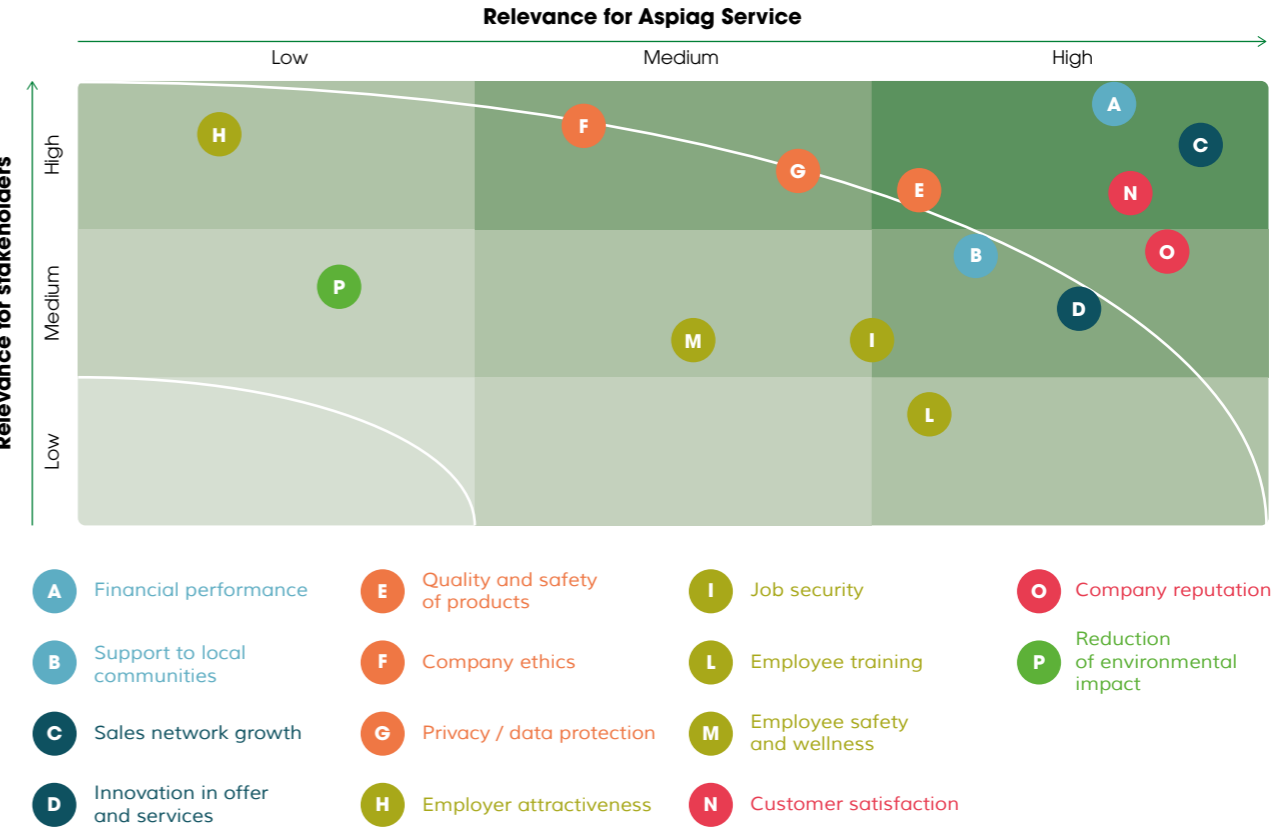 Relevance for Aspiag Service
Low
Medium
High
Relevance for stakeholders
High
Medium
Low
A
H
F
C
G
E
N
B
O
P
D
M
I
L
A
Financial performance
B
Support to local
communities
C
Sales network growth
D
Innovation in offer
and services
E
Quality and safety
of products
F
Company ethics
G
Privacy / data protection
H
Employer attractiveness
I
Job security
L
Employee training
M
Employee safety
and wellness
N
Customer satisfaction
O
Company reputation
P
Reduction
of environmental
impact